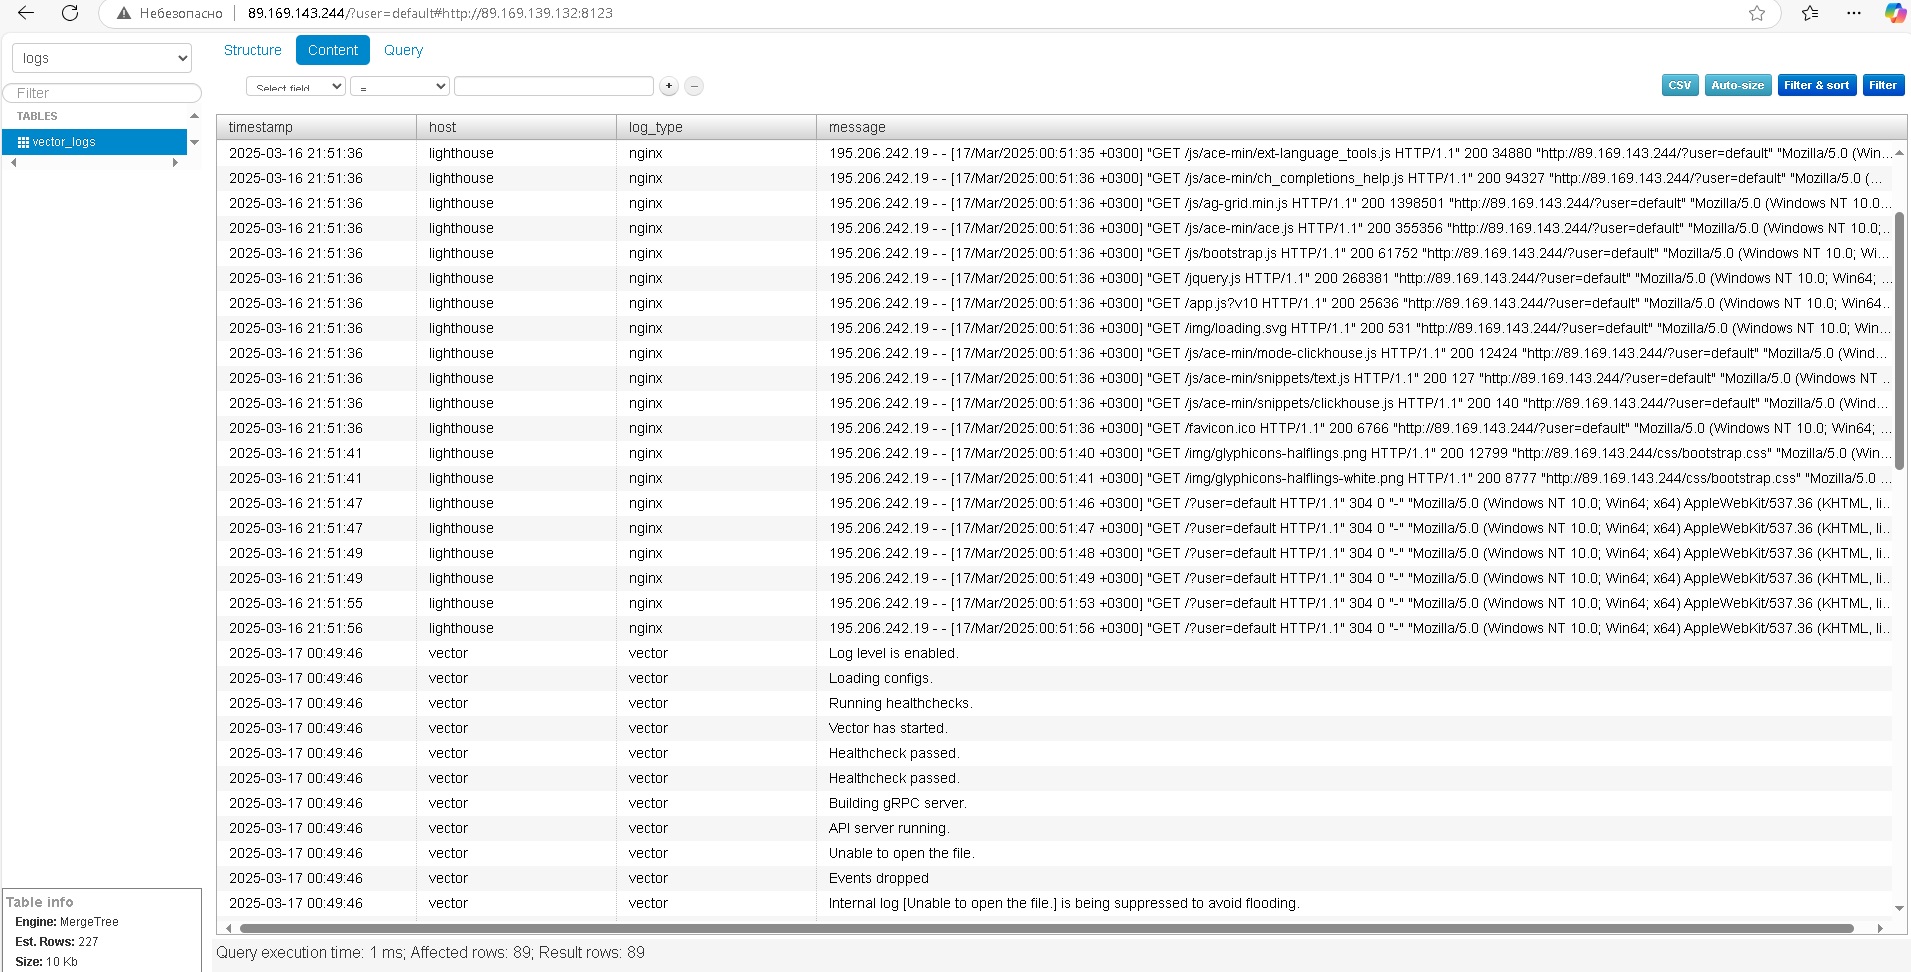 Небезопасно 89.169.143.244/?user=default#http://89.169.139.132:8123
logs
Structure Content Query
Filter
Select field = + − CSV Auto-size Filter & sort Filter
TABLES
vector_logs
timestamp host log_type message
2025-03-16 21:51:36 lighthouse nginx 195.206.242.19 - - [17/Mar/2025:00:51:35 +0300] "GET /js/ace-min/ext-language_tools.js HTTP/1.1" 200 34880 "http://89.169.143.244/?user=default" "Mozilla/5.0 (Win...
2025-03-16 21:51:36 lighthouse nginx 195.206.242.19 - - [17/Mar/2025:00:51:36 +0300] "GET /js/ace-min/ch_completions_help.js HTTP/1.1" 200 94327 "http://89.169.143.244/?user=default" "Mozilla/5.0 (...
2025-03-16 21:51:36 lighthouse nginx 195.206.242.19 - - [17/Mar/2025:00:51:36 +0300] "GET /js/ag-grid.min.js HTTP/1.1" 200 1398501 "http://89.169.143.244/?user=default" "Mozilla/5.0 (Windows NT 10.0...
2025-03-16 21:51:36 lighthouse nginx 195.206.242.19 - - [17/Mar/2025:00:51:36 +0300] "GET /js/ace-min/ace.js HTTP/1.1" 200 355356 "http://89.169.143.244/?user=default" "Mozilla/5.0 (Windows NT 10.0;...
2025-03-16 21:51:36 lighthouse nginx 195.206.242.19 - - [17/Mar/2025:00:51:36 +0300] "GET /js/bootstrap.js HTTP/1.1" 200 61752 "http://89.169.143.244/?user=default" "Mozilla/5.0 (Windows NT 10.0; Wi...
2025-03-16 21:51:36 lighthouse nginx 195.206.242.19 - - [17/Mar/2025:00:51:36 +0300] "GET /jquery.js HTTP/1.1" 200 268381 "http://89.169.143.244/?user=default" "Mozilla/5.0 (Windows NT 10.0; Win64; ...
2025-03-16 21:51:36 lighthouse nginx 195.206.242.19 - - [17/Mar/2025:00:51:36 +0300] "GET /app.js?v10 HTTP/1.1" 200 25636 "http://89.169.143.244/?user=default" "Mozilla/5.0 (Windows NT 10.0; Win64...
2025-03-16 21:51:36 lighthouse nginx 195.206.242.19 - - [17/Mar/2025:00:51:36 +0300] "GET /img/loading.svg HTTP/1.1" 200 531 "http://89.169.143.244/?user=default" "Mozilla/5.0 (Windows NT 10.0; Win...
2025-03-16 21:51:36 lighthouse nginx 195.206.242.19 - - [17/Mar/2025:00:51:36 +0300] "GET /js/ace-min/mode-clickhouse.js HTTP/1.1" 200 12424 "http://89.169.143.244/?user=default" "Mozilla/5.0 (Wind...
2025-03-16 21:51:36 lighthouse nginx 195.206.242.19 - - [17/Mar/2025:00:51:36 +0300] "GET /js/ace-min/snippets/text.js HTTP/1.1" 200 127 "http://89.169.143.244/?user=default" "Mozilla/5.0 (Windows NT ...
2025-03-16 21:51:36 lighthouse nginx 195.206.242.19 - - [17/Mar/2025:00:51:36 +0300] "GET /js/ace-min/snippets/clickhouse.js HTTP/1.1" 200 140 "http://89.169.143.244/?user=default" "Mozilla/5.0 (Wind...
2025-03-16 21:51:36 lighthouse nginx 195.206.242.19 - - [17/Mar/2025:00:51:36 +0300] "GET /favicon.ico HTTP/1.1" 200 6766 "http://89.169.143.244/?user=default" "Mozilla/5.0 (Windows NT 10.0; Win64; ...
2025-03-16 21:51:41 lighthouse nginx 195.206.242.19 - - [17/Mar/2025:00:51:40 +0300] "GET /img/glyphicons-halflings.png HTTP/1.1" 200 12799 "http://89.169.143.244/css/bootstrap.css" "Mozilla/5.0 (Win...
2025-03-16 21:51:41 lighthouse nginx 195.206.242.19 - - [17/Mar/2025:00:51:41 +0300] "GET /img/glyphicons-halflings-white.png HTTP/1.1" 200 8777 "http://89.169.143.244/css/bootstrap.css" "Mozilla/5.0 ...
2025-03-16 21:51:47 lighthouse nginx 195.206.242.19 - - [17/Mar/2025:00:51:46 +0300] "GET /?user=default HTTP/1.1" 304 0 "-" "Mozilla/5.0 (Windows NT 10.0; Win64; x64) AppleWebKit/537.36 (KHTML, li...
2025-03-16 21:51:47 lighthouse nginx 195.206.242.19 - - [17/Mar/2025:00:51:47 +0300] "GET /?user=default HTTP/1.1" 304 0 "-" "Mozilla/5.0 (Windows NT 10.0; Win64; x64) AppleWebKit/537.36 (KHTML, li...
2025-03-16 21:51:49 lighthouse nginx 195.206.242.19 - - [17/Mar/2025:00:51:48 +0300] "GET /?user=default HTTP/1.1" 304 0 "-" "Mozilla/5.0 (Windows NT 10.0; Win64; x64) AppleWebKit/537.36 (KHTML, li...
2025-03-16 21:51:49 lighthouse nginx 195.206.242.19 - - [17/Mar/2025:00:51:49 +0300] "GET /?user=default HTTP/1.1" 304 0 "-" "Mozilla/5.0 (Windows NT 10.0; Win64; x64) AppleWebKit/537.36 (KHTML, li...
2025-03-16 21:51:55 lighthouse nginx 195.206.242.19 - - [17/Mar/2025:00:51:53 +0300] "GET /?user=default HTTP/1.1" 304 0 "-" "Mozilla/5.0 (Windows NT 10.0; Win64; x64) AppleWebKit/537.36 (KHTML, li...
2025-03-16 21:51:56 lighthouse nginx 195.206.242.19 - - [17/Mar/2025:00:51:56 +0300] "GET /?user=default HTTP/1.1" 304 0 "-" "Mozilla/5.0 (Windows NT 10.0; Win64; x64) AppleWebKit/537.36 (KHTML, li...
2025-03-17 00:49:46 vector vector Log level is enabled.
2025-03-17 00:49:46 vector vector Loading configs.
2025-03-17 00:49:46 vector vector Running healthchecks.
2025-03-17 00:49:46 vector vector Vector has started.
2025-03-17 00:49:46 vector vector Healthcheck passed.
2025-03-17 00:49:46 vector vector Healthcheck passed.
2025-03-17 00:49:46 vector vector Building gRPC server.
2025-03-17 00:49:46 vector vector API server running.
2025-03-17 00:49:46 vector vector Unable to open the file.
2025-03-17 00:49:46 vector vector Events dropped
2025-03-17 00:49:46 vector vector Internal log [Unable to open the file.] is being suppressed to avoid flooding.
Table info
Engine: MergeTree
Est. Rows: 227
Size: 10 Kb
Query execution time: 1 ms; Affected rows: 89; Result rows: 89